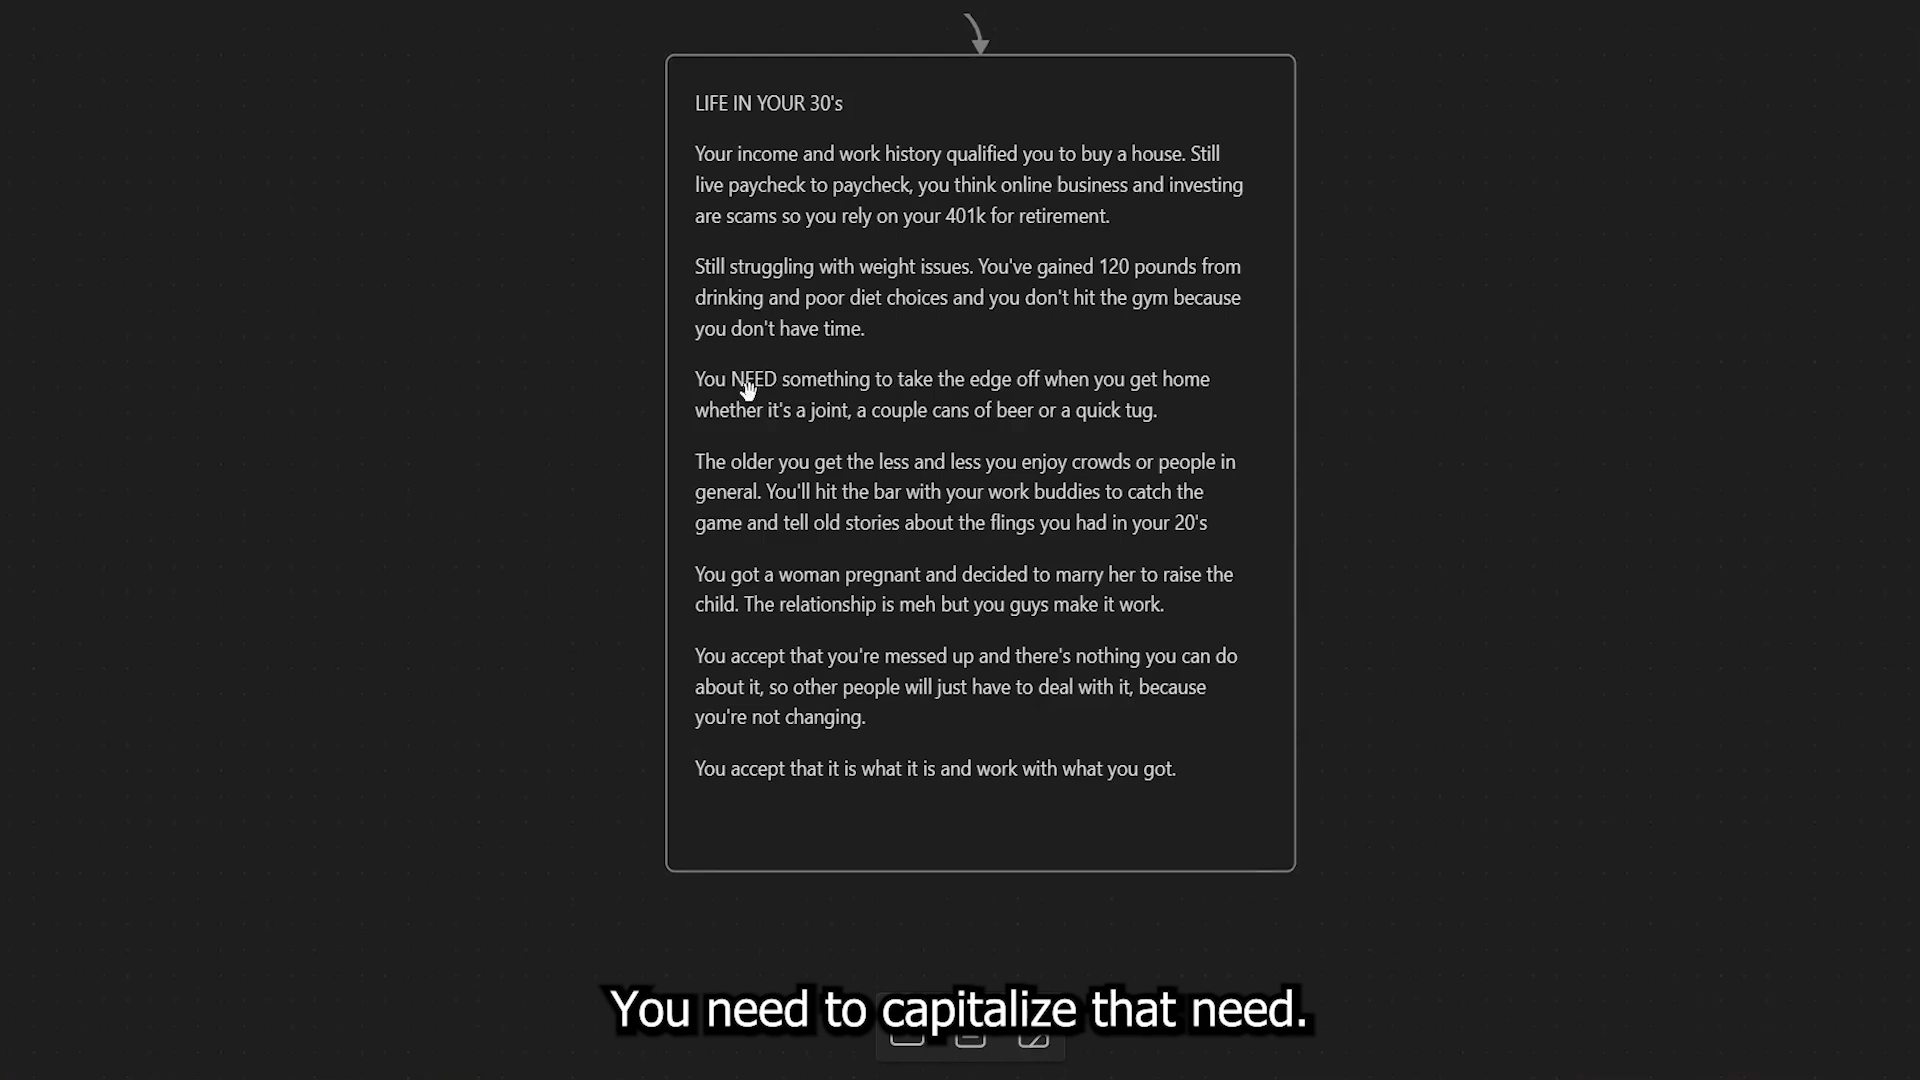 LIFE IN YOUR 30's
Your income and work history qualified you to buy a house. Still
live paycheck to paycheck, you think online business and investing
are scams so you rely on your 401k for retirement.
Still struggling with weight issues. You've gained 120 pounds from
drinking and poor diet choices and you don't hit the gym because
you don't have time.
You NEED something to take the edge off when you get home
whether it's a joint, a couple cans of beer or a quick tug.
The older you get the less and less you enjoy crowds or people in
general. You'll hit the bar with your work buddies to catch the
game and tell old stories about the flings you had in your 20's
You got a woman pregnant and decided to marry her to raise the
child. The relationship is meh but you guys make it work.
You accept that you're messed up and there's nothing you can do
about it, so other people will just have to deal with it, because
you're not changing.
You accept that it is what it is and work with what you got.
You need to capitalize that need.